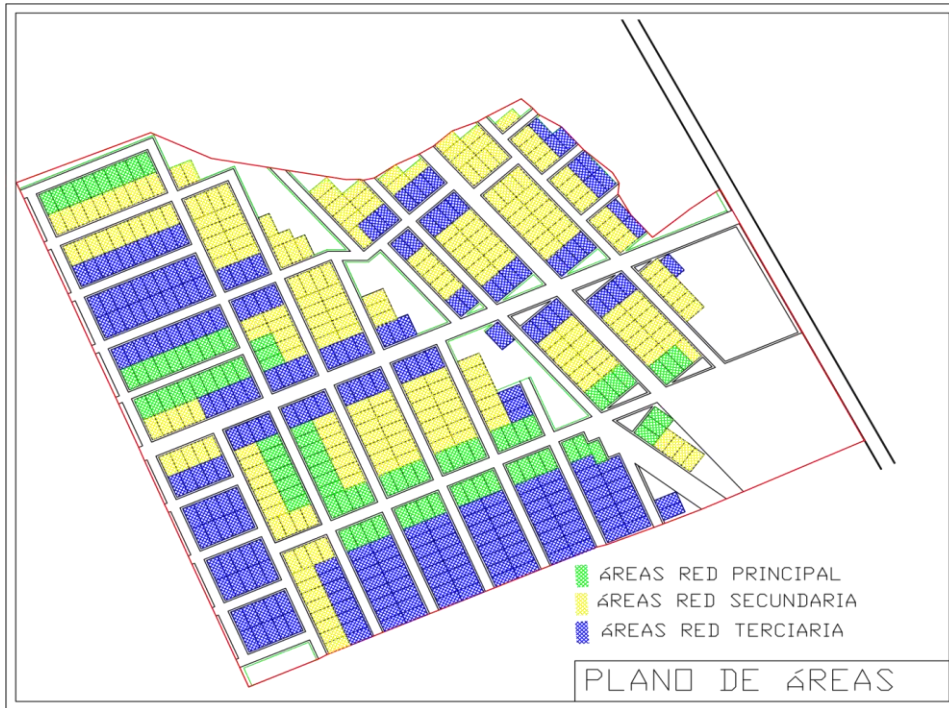 ÁREAS RED PRINCIPAL
ÁREAS RED SECUNDARIA
ÁREAS RED TERCIARIA
PLANO DE ÁREAS